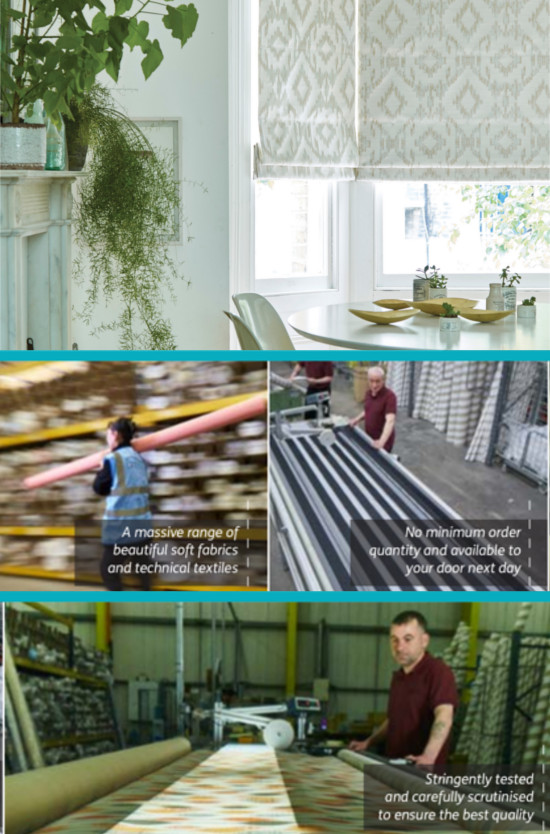 A massive range of
beautiful soft fabrics
and technical textiles
No minimum order
quantity and available to
your door next day
Stringently tested
and carefully scrutinised
to ensure the best quality